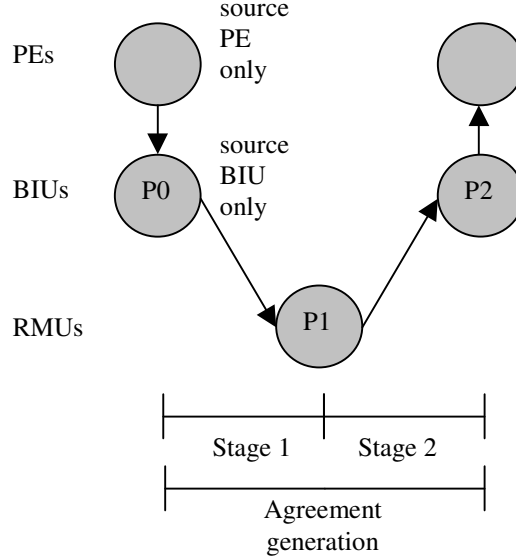 source
PE
only
PEs
source
BIU
only
BIUs
P0
P2
RMUs
P1
Stage 1
Stage 2
Agreement
generation